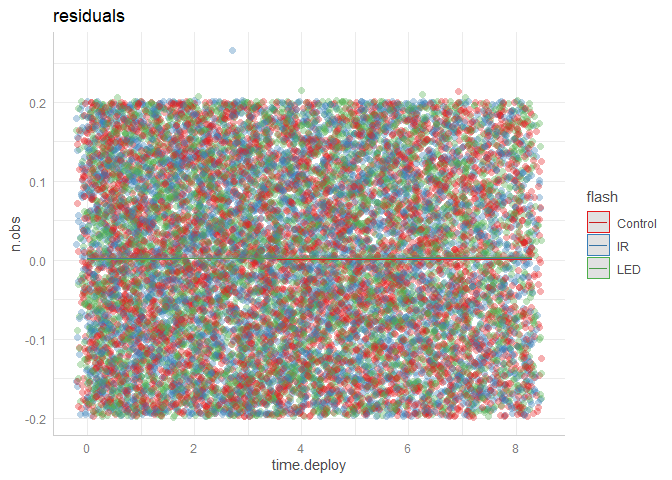 residuals
n.obs
0.2
0.1
0.0
-0.1
-0.2
0 2 4 6 8
time.deploy
flash
Control
IR
LED